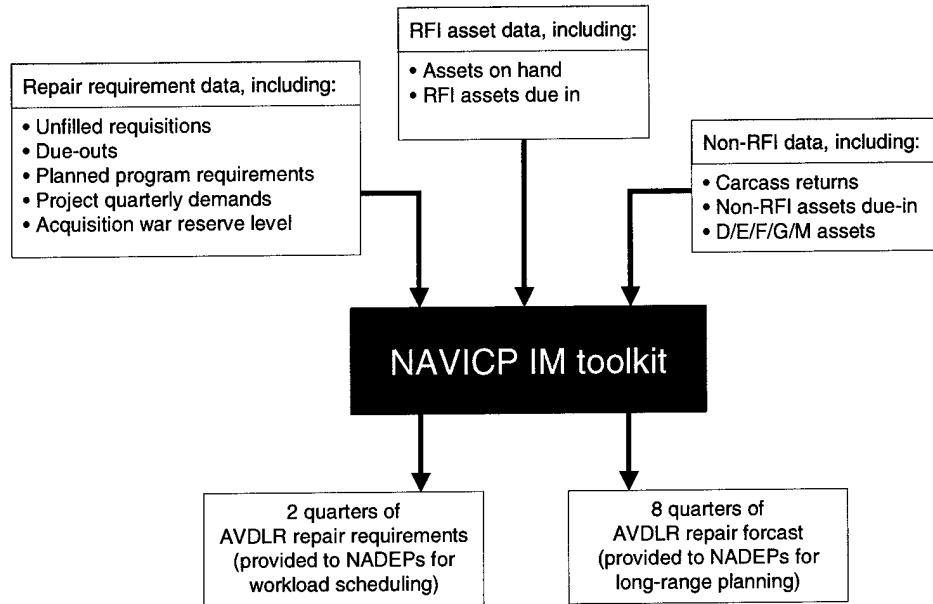 Repair requirement data, including:
• Unfilled requisitions
• Due-outs
• Planned program requirements
• Project quarterly demands
• Acquisition war reserve level
RFI asset data, including:
• Assets on hand
• RFI assets due in
Non-RFI data, including:
• Carcass returns
• Non-RFI assets due-in
• D/E/F/G/M assets
NAVICP IM toolkit
2 quarters of
AVDLR repair requirements
(provided to NADEPs for
workload scheduling)
8 quarters of
AVDLR repair forcast
(provided to NADEPs for
long-range planning)